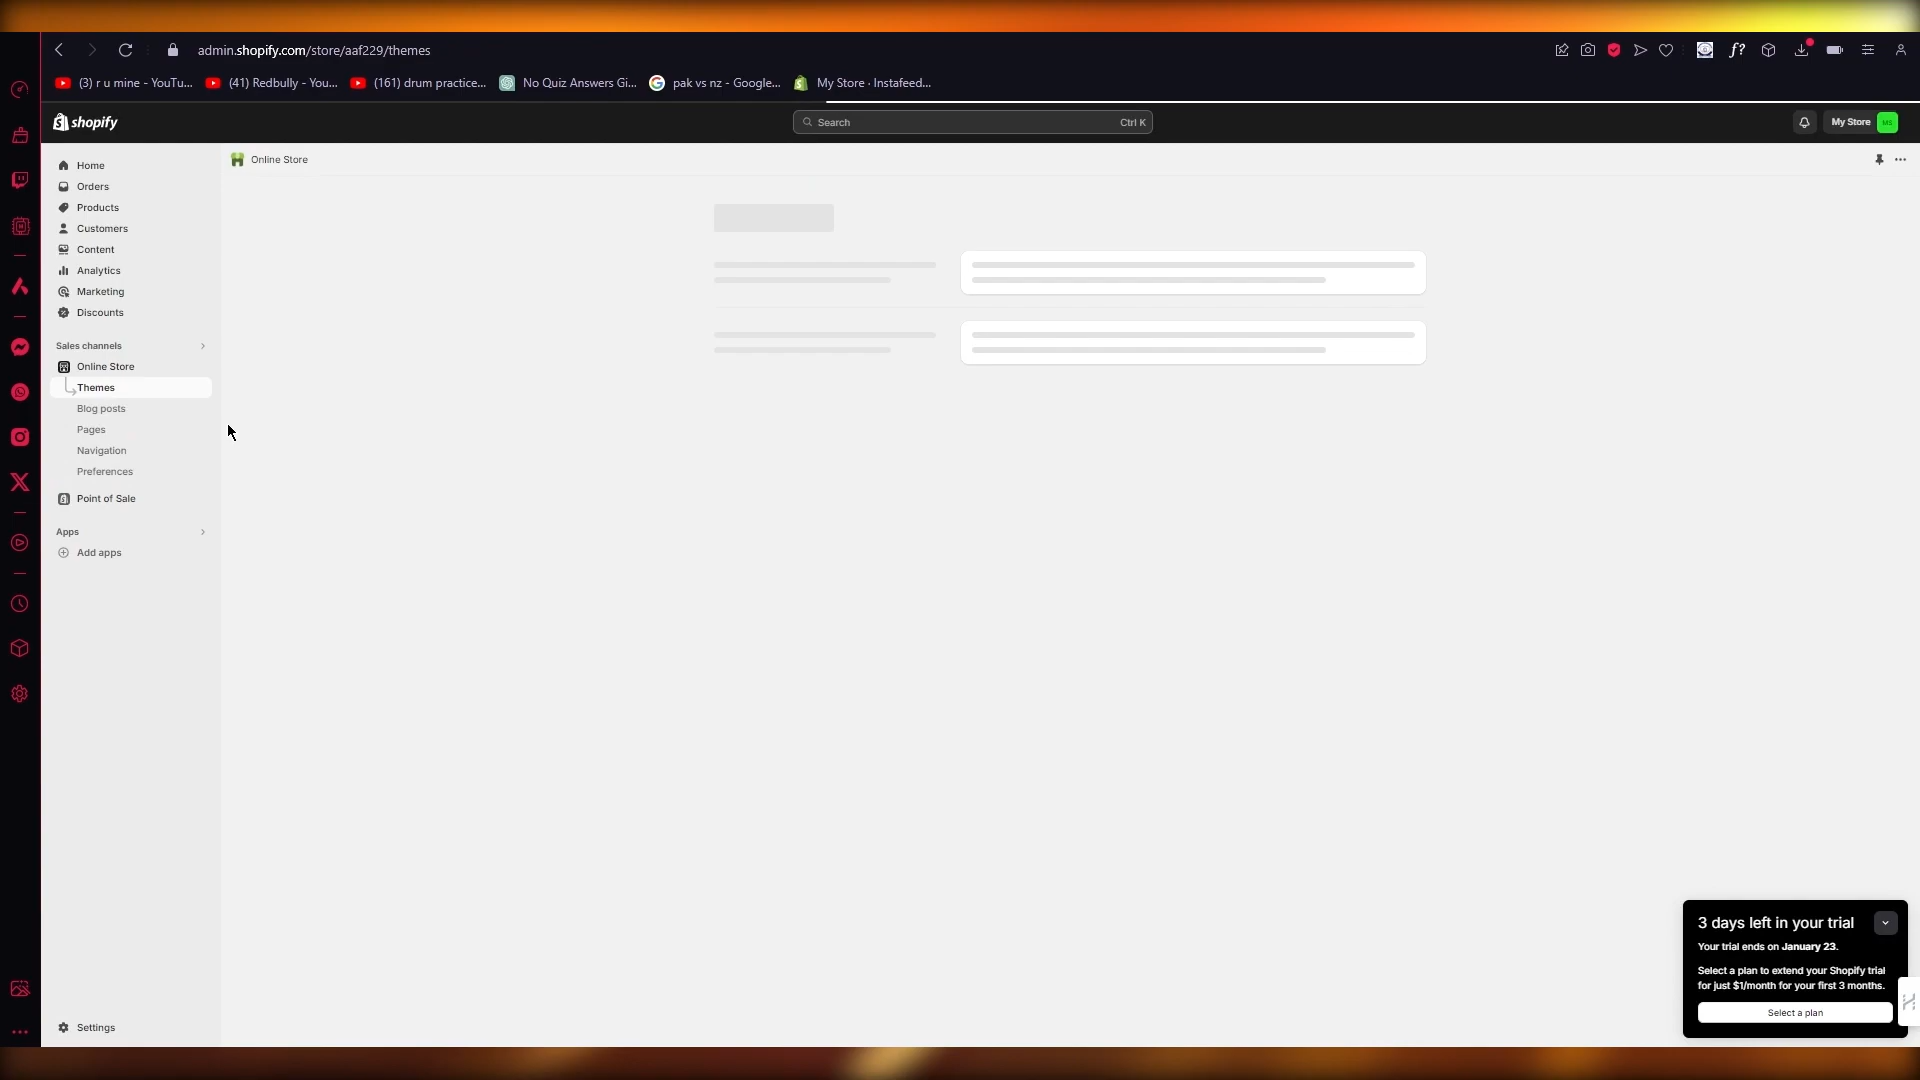 admin.shopify.com/store/aaf229/themes
f?
(3) r u mine - YouTu...
(41) Redbully - You...
(161) drum practice...
No Quiz Answers Gi...
pak vs nz - Google...
My Store · Instafeed...
shopify
Search
Ctrl K
My Store
MS
Home
Orders
Products
Customers
Content
Analytics
Marketing
Discounts
Sales channels
Online Store
Themes
Blog posts
Pages
Navigation
Preferences
Point of Sale
Apps
Add apps
Settings
Online Store
3 days left in your trial
Your trial ends on January 23.
Select a plan to extend your Shopify trial
for just $1/month for your first 3 months.
Select a plan